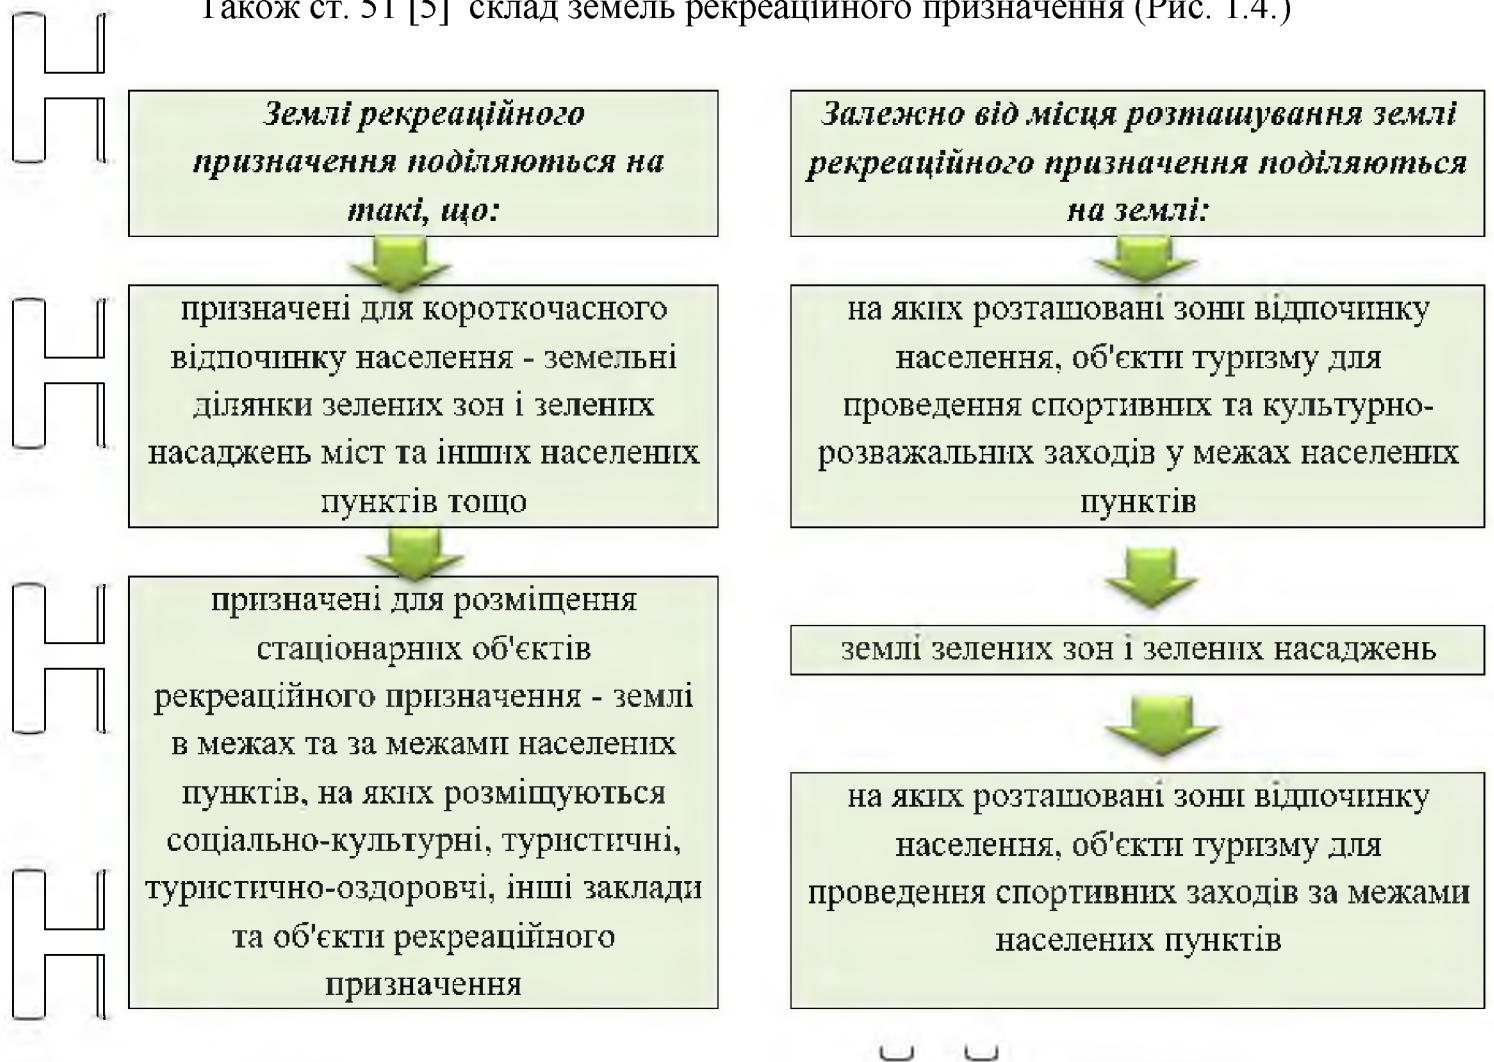 Також ст. 51 [5] склад земель рекреаційного призначення (Рис. 1.4.)
Землі рекреаційного
призначення поділяються на
такі, що:
призначені для короткочасного
відпочинку населення - земельні
ділянки зелених зон і зелених
насаджень міст та інших населених
пунктів тощо
призначені для розміщення
стаціонарних об'єктів
рекреаційного призначення - землі
в межах та за межами населених
пунктів, на яких розміщуються
соціально-культурні, туристичні,
туристично-оздоровчі, інші заклади
та об'єкти рекреаційного
призначення
Залежно від місця розташування землі
рекреаційного призначення поділяються
на землі:
на яких розташовані зони відпочинку
населення, об'єкти туризму для
проведення спортивних та культурно-
розважальних заходів у межах населених
пунктів
землі зелених зон і зелених насаджень
на яких розташовані зони відпочинку
населення, об'єкти туризму для
проведення спортивних заходів за межами
населених пунктів